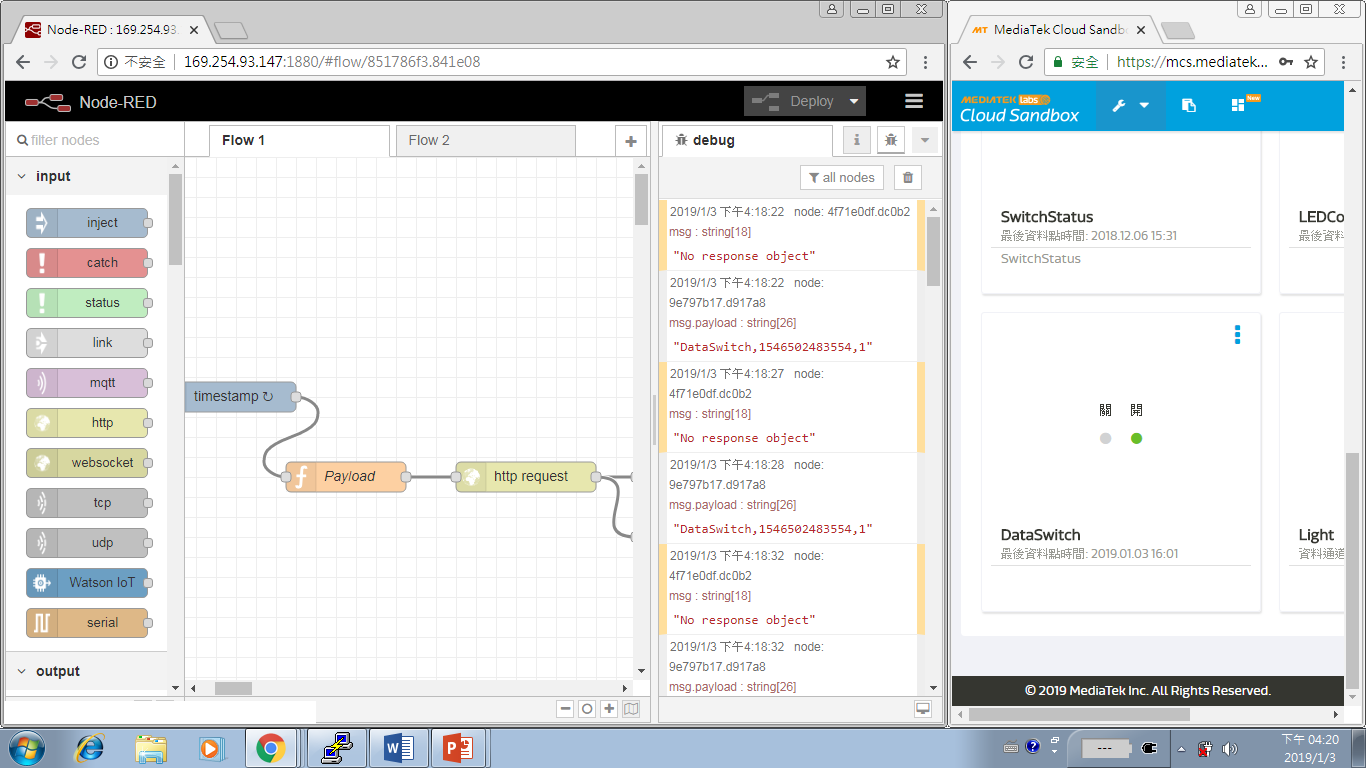 Node-RED : 169.254.93.
不安全
169.254.93.147:1880/#flow/851786f3.841e08
Node-RED
Deploy
filter nodes
input
inject
catch
status
link
mqtt
http
websocket
tcp
udp
Watson IoT
serial
output
Flow 1
Flow 2
timestamp ↻
Payload
http request
debug
all nodes
2019/1/3 下午4:18:22 node: 4f71e0df.dc0b2
msg : string[18]
"No response object"
2019/1/3 下午4:18:22 node:
9e797b17.d917a8
msg.payload : string[26]
"DataSwitch,1546502483554,1"
2019/1/3 下午4:18:27 node:
4f71e0df.dc0b2
msg : string[18]
"No response object"
2019/1/3 下午4:18:28 node:
9e797b17.d917a8
msg.payload : string[26]
"DataSwitch,1546502483554,1"
2019/1/3 下午4:18:32 node:
4f71e0df.dc0b2
msg : string[18]
"No response object"
2019/1/3 下午4:18:32 node:
9e797b17.d917a8
msg.payload : string[26]
MT MediaTek Cloud Sandb
安全
https://mcs.mediatek...
MEDIATEK labs
Cloud Sandbox
New
SwitchStatus
最後資料點時間: 2018.12.06 15:31
SwitchStatus
LEDCo
最後資料
關 開
DataSwitch
最後資料點時間: 2019.01.03 16:01
Light
資料通道
© 2019 MediaTek Inc. All Rights Reserved.
下午 04:20
2019/1/3